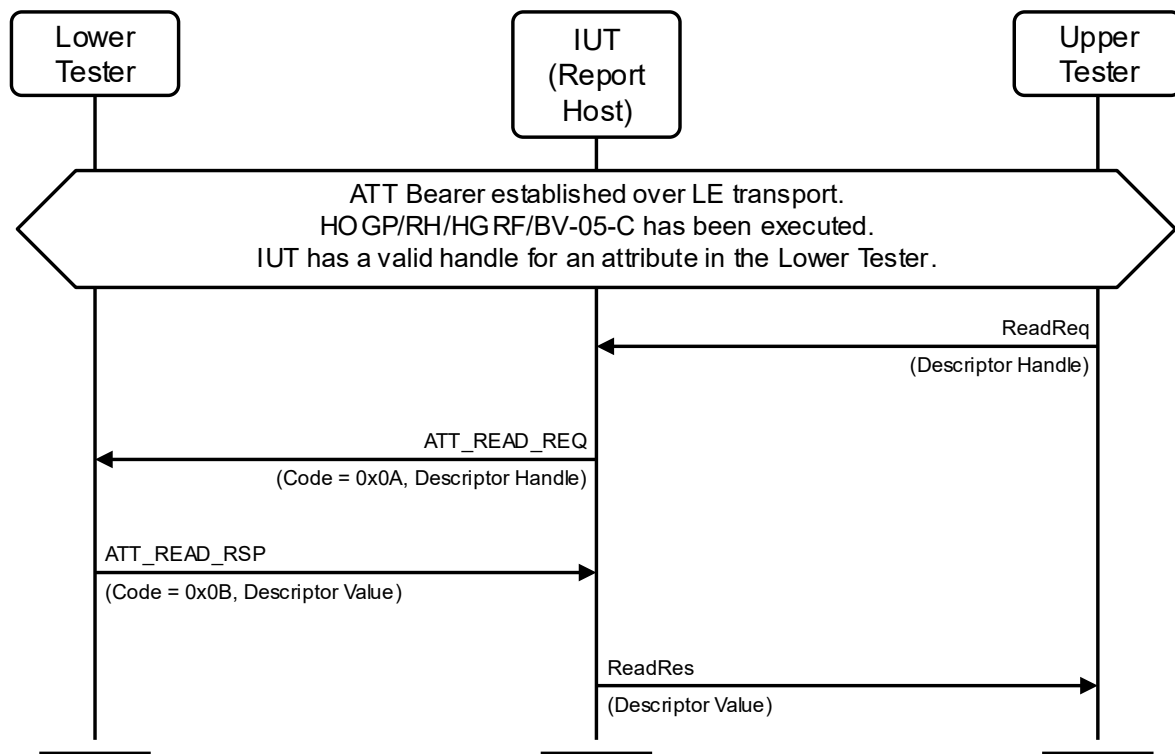 Lower
Tester
IUT
(Report
Host)
Upper
Tester
ATT Bearer established over LE transport.
HOGP/RH/HGRF/BV-05-C has been executed.
IUT has a valid handle for an attribute in the Lower Tester.
ReadReq
(Descriptor Handle)
ATT_READ_REQ
(Code = 0x0A, Descriptor Handle)
ATT_READ_RSP
(Code = 0x0B, Descriptor Value)
ReadRes
(Descriptor Value)